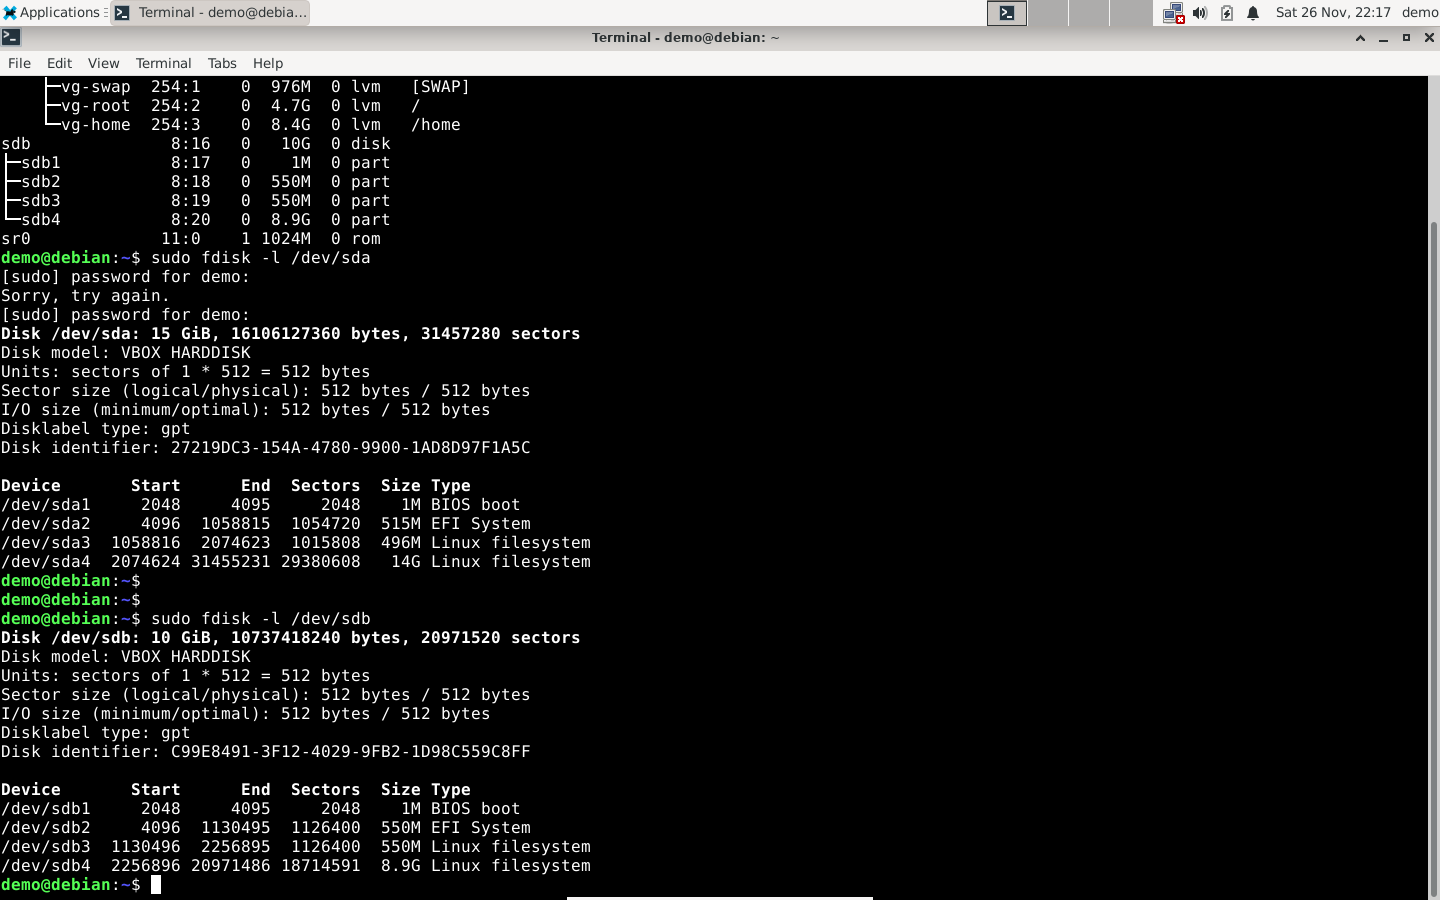 Applications Terminal - demo@debia... Sat 26 Nov, 22:17 demo
Terminal - demo@debian: ~
File Edit View Terminal Tabs Help
    ├─vg-swap  254:1    0  976M  0 lvm   [SWAP]
    ├─vg-root  254:2    0  4.7G  0 lvm   /
    └─vg-home  254:3    0  8.4G  0 lvm   /home
sdb              8:16   0   10G  0 disk
├─sdb1           8:17   0    1M  0 part
├─sdb2           8:18   0  550M  0 part
├─sdb3           8:19   0  550M  0 part
└─sdb4           8:20   0  8.9G  0 part
sr0             11:0    1 1024M  0 rom
demo@debian:~$ sudo fdisk -l /dev/sda
[sudo] password for demo:
Sorry, try again.
[sudo] password for demo:
Disk /dev/sda: 15 GiB, 16106127360 bytes, 31457280 sectors
Disk model: VBOX HARDDISK
Units: sectors of 1 * 512 = 512 bytes
Sector size (logical/physical): 512 bytes / 512 bytes
I/O size (minimum/optimal): 512 bytes / 512 bytes
Disklabel type: gpt
Disk identifier: 27219DC3-154A-4780-9900-1AD8D97F1A5C
Device       Start      End  Sectors  Size Type
/dev/sda1     2048     4095     2048    1M BIOS boot
/dev/sda2     4096  1058815  1054720  515M EFI System
/dev/sda3  1058816  2074623  1015808  496M Linux filesystem
/dev/sda4  2074624 31455231 29380608   14G Linux filesystem
demo@debian:~$
demo@debian:~$
demo@debian:~$ sudo fdisk -l /dev/sdb
Disk /dev/sdb: 10 GiB, 10737418240 bytes, 20971520 sectors
Disk model: VBOX HARDDISK
Units: sectors of 1 * 512 = 512 bytes
Sector size (logical/physical): 512 bytes / 512 bytes
I/O size (minimum/optimal): 512 bytes / 512 bytes
Disklabel type: gpt
Disk identifier: C99E8491-3F12-4029-9FB2-1D98C559C8FF
Device       Start      End  Sectors  Size Type
/dev/sdb1     2048     4095     2048    1M BIOS boot
/dev/sdb2     4096  1130495  1126400  550M EFI System
/dev/sdb3  1130496  2256895  1126400  550M Linux filesystem
/dev/sdb4  2256896 20971486 18714591  8.9G Linux filesystem
demo@debian:~$